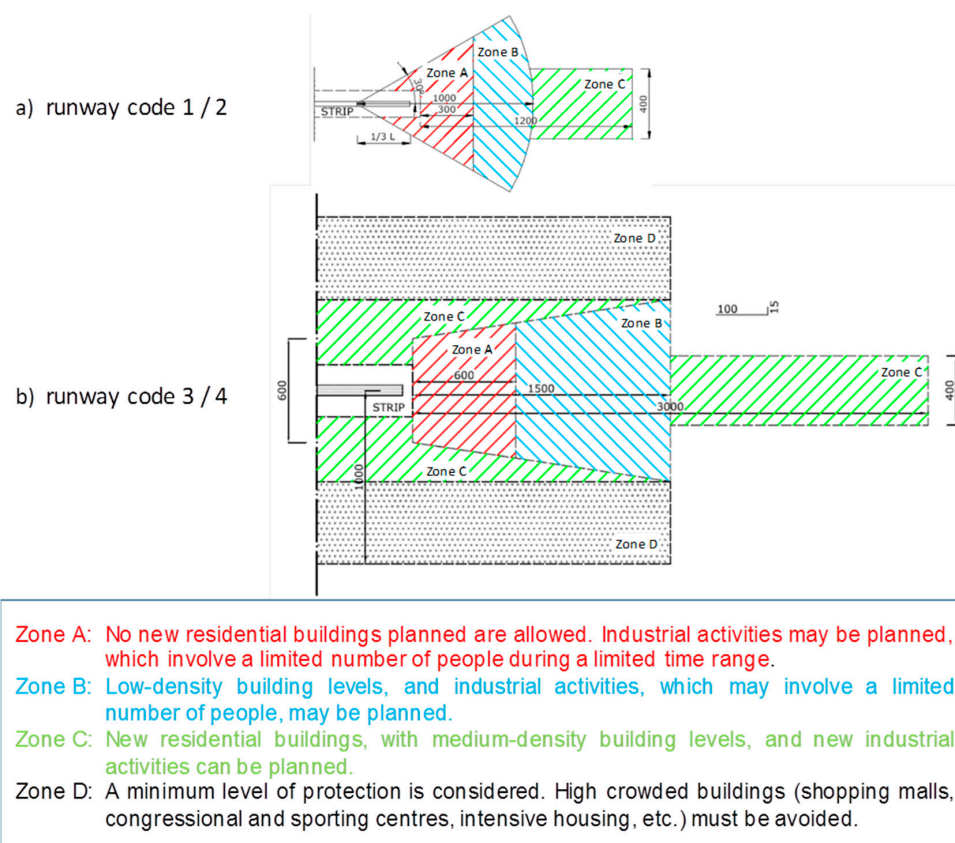 Zone B
Zone A
Zone C
30°
a) runway code 1 / 2
1000
STRIP
300
400
1200
1/3 L
Zone D
Zone C
100
15
Zone B
Zone A
600
Zone C
b) runway code 3 / 4
600
1500
400
STRIP
3000
Zone C
1000
Zone D
Zone A: No new residential buildings planned are allowed. Industrial activities may be planned,
which involve a limited number of people during a limited time range.
Zone B: Low-density building levels, and industrial activities, which may involve a limited
number of people, may be planned.
Zone C: New residential buildings, with medium-density building levels, and new industrial
activities can be planned.
Zone D: A minimum level of protection is considered. High crowded buildings (shopping malls,
congressional and sporting centres, intensive housing, etc.) must be avoided.